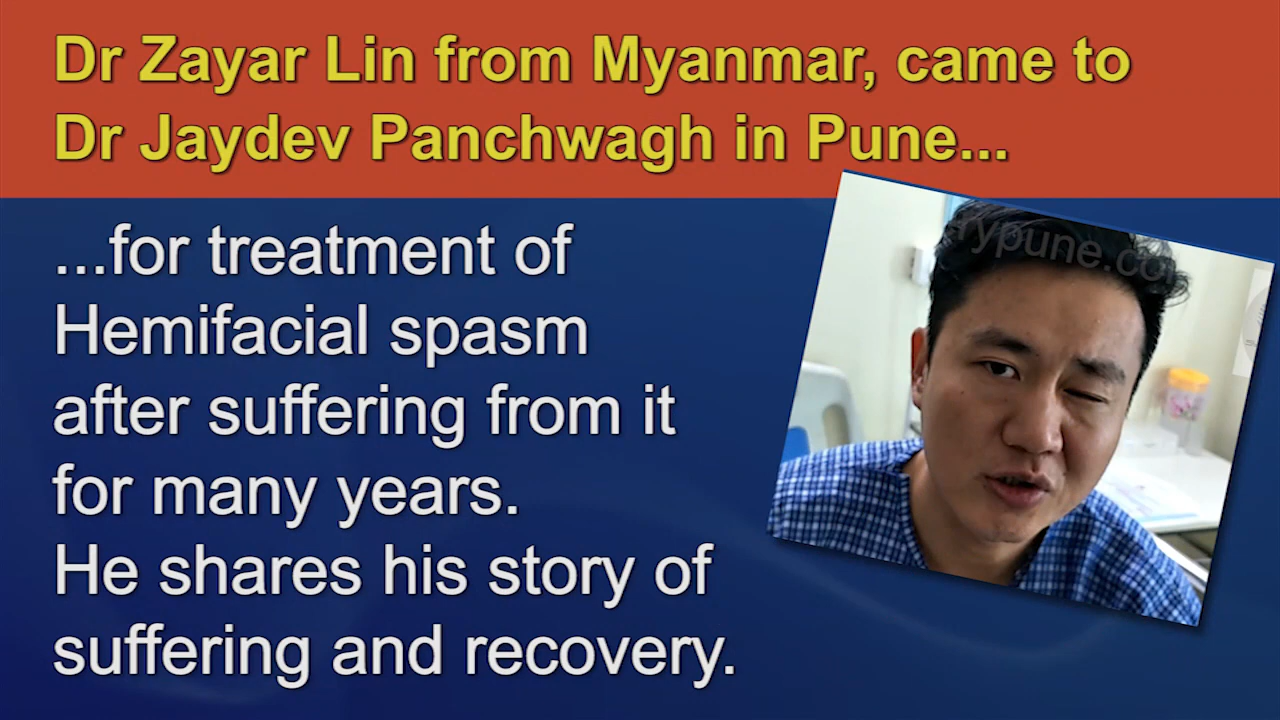 Dr Zayar Lin from Myanmar, came to
Dr Jaydev Panchwagh in Pune...
...for treatment of
Hemifacial spasm
after suffering from it
for many years.
He shares his story of
suffering and recovery.